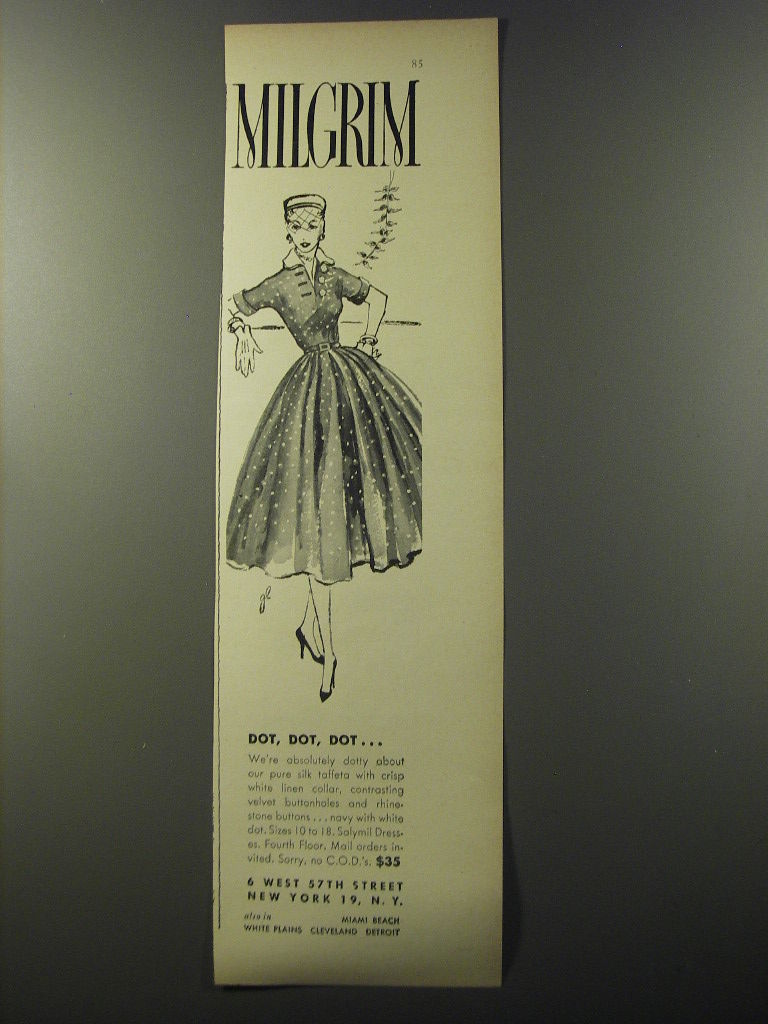 85
MILGRIM
gl
DOT, DOT, DOT...
We're absolutely dotty about
our pure silk taffeta with crisp
white linen collar, contrasting
velvet buttonholes and rhine-
stone buttons...navy with white
dot. Sizes 10 to 18. Salymil Dress-
es. Fourth Floor. Mail orders in-
vited. Sorry, no C.O.D.'s. $35
6 WEST 57TH STREET
NEW YORK 19, N. Y.
also in MIAMI BEACH
WHITE PLAINS CLEVELAND DETROIT